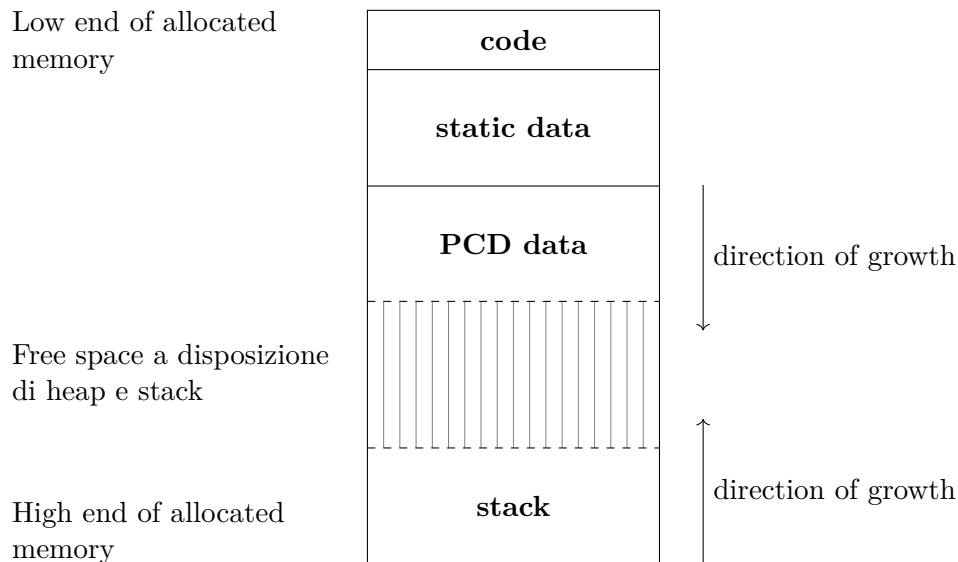 Low end of allocated
memory
code
static data
PCD data
direction of growth
Free space a disposizione
di heap e stack
direction of growth
stack
High end of allocated
memory